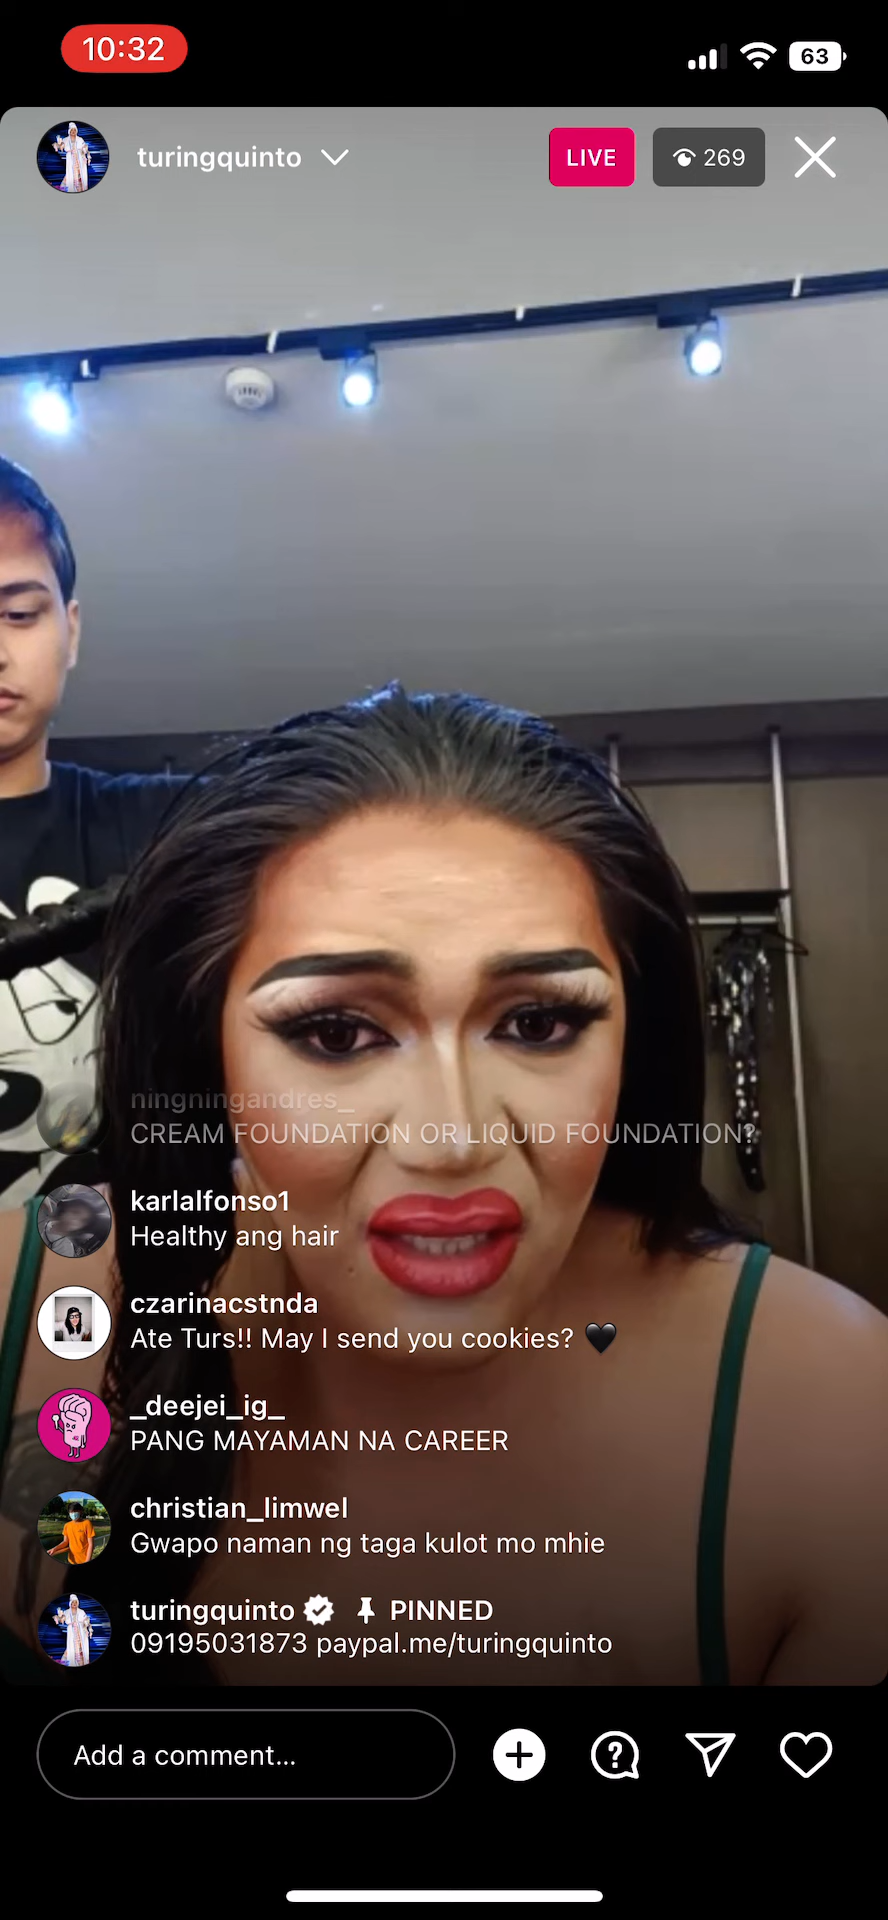 10:32
63
turingquinto
LIVE
269
ningningandres_
CREAM FOUNDATION OR LIQUID FOUNDATION?
karlalfonso1
Healthy ang hair
czarinacstnda
Ate Turs!! May I send you cookies? 🖤
_deejei_ig_
PANG MAYAMAN NA CAREER
christian_limwel
Gwapo naman ng taga kulot mo mhie
turingquinto PINNED
09195031873 paypal.me/turingquinto
Add a comment...